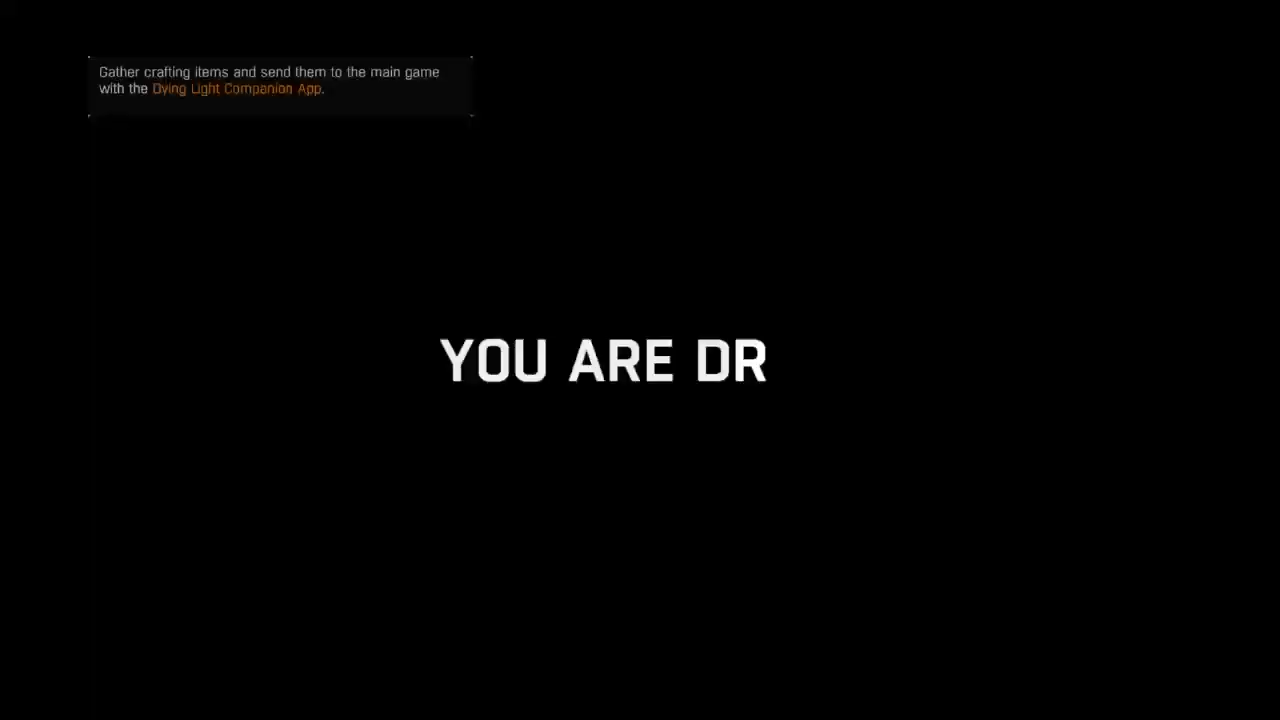 Gather crafting items and send them to the main game
with the Dying Light Companion App.
YOU ARE DR